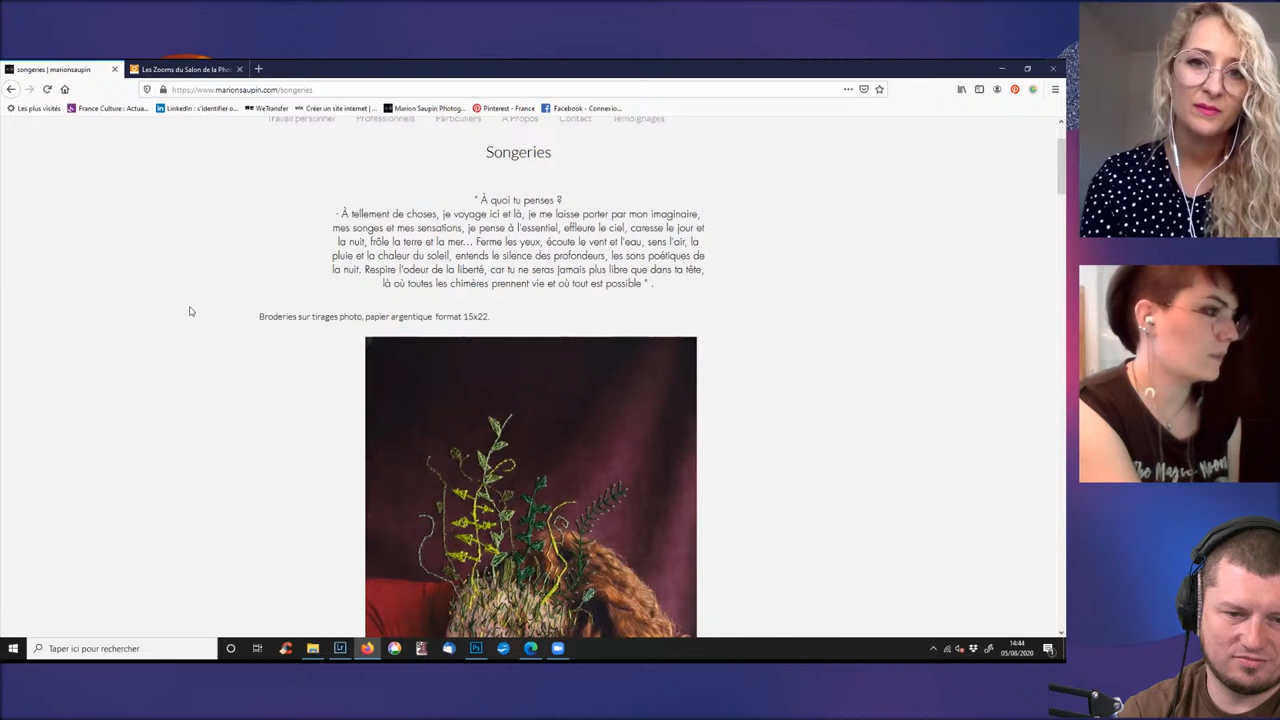 songeries | marionsaupin
Les Zooms du Salon de la Phot
https://www.marionsaupin.com/songeries
Les plus visités
France Culture : Actua...
LinkedIn : s'identifier o...
WeTransfer
Créer un site internet |...
Marion Saupin Photog...
Pinterest - France
Facebook - Connexio...
Travail personnel
Professionnels
Particuliers
À Propos
Contact
Témoignages
Songeries
" À quoi tu penses ?
- À tellement de choses, je voyage ici et là, je me laisse porter par mon imaginaire,
mes songes et mes sensations, je pense à l'essentiel, effleure le ciel, caresse le jour et
la nuit, frôle la terre et la mer... Ferme les yeux, écoute le vent et l'eau, sens l'air, la
pluie et la chaleur du soleil, entends le silence des profondeurs, les sons poétiques de
la nuit. Respire l'odeur de la liberté, car tu ne seras jamais plus libre que dans ta tête,
là où toutes les chimères prennent vie et où tout est possible " .
Broderies sur tirages photo, papier argentique format 15x22.
The Magic Moon
Taper ici pour rechercher
14:44
05/08/2020